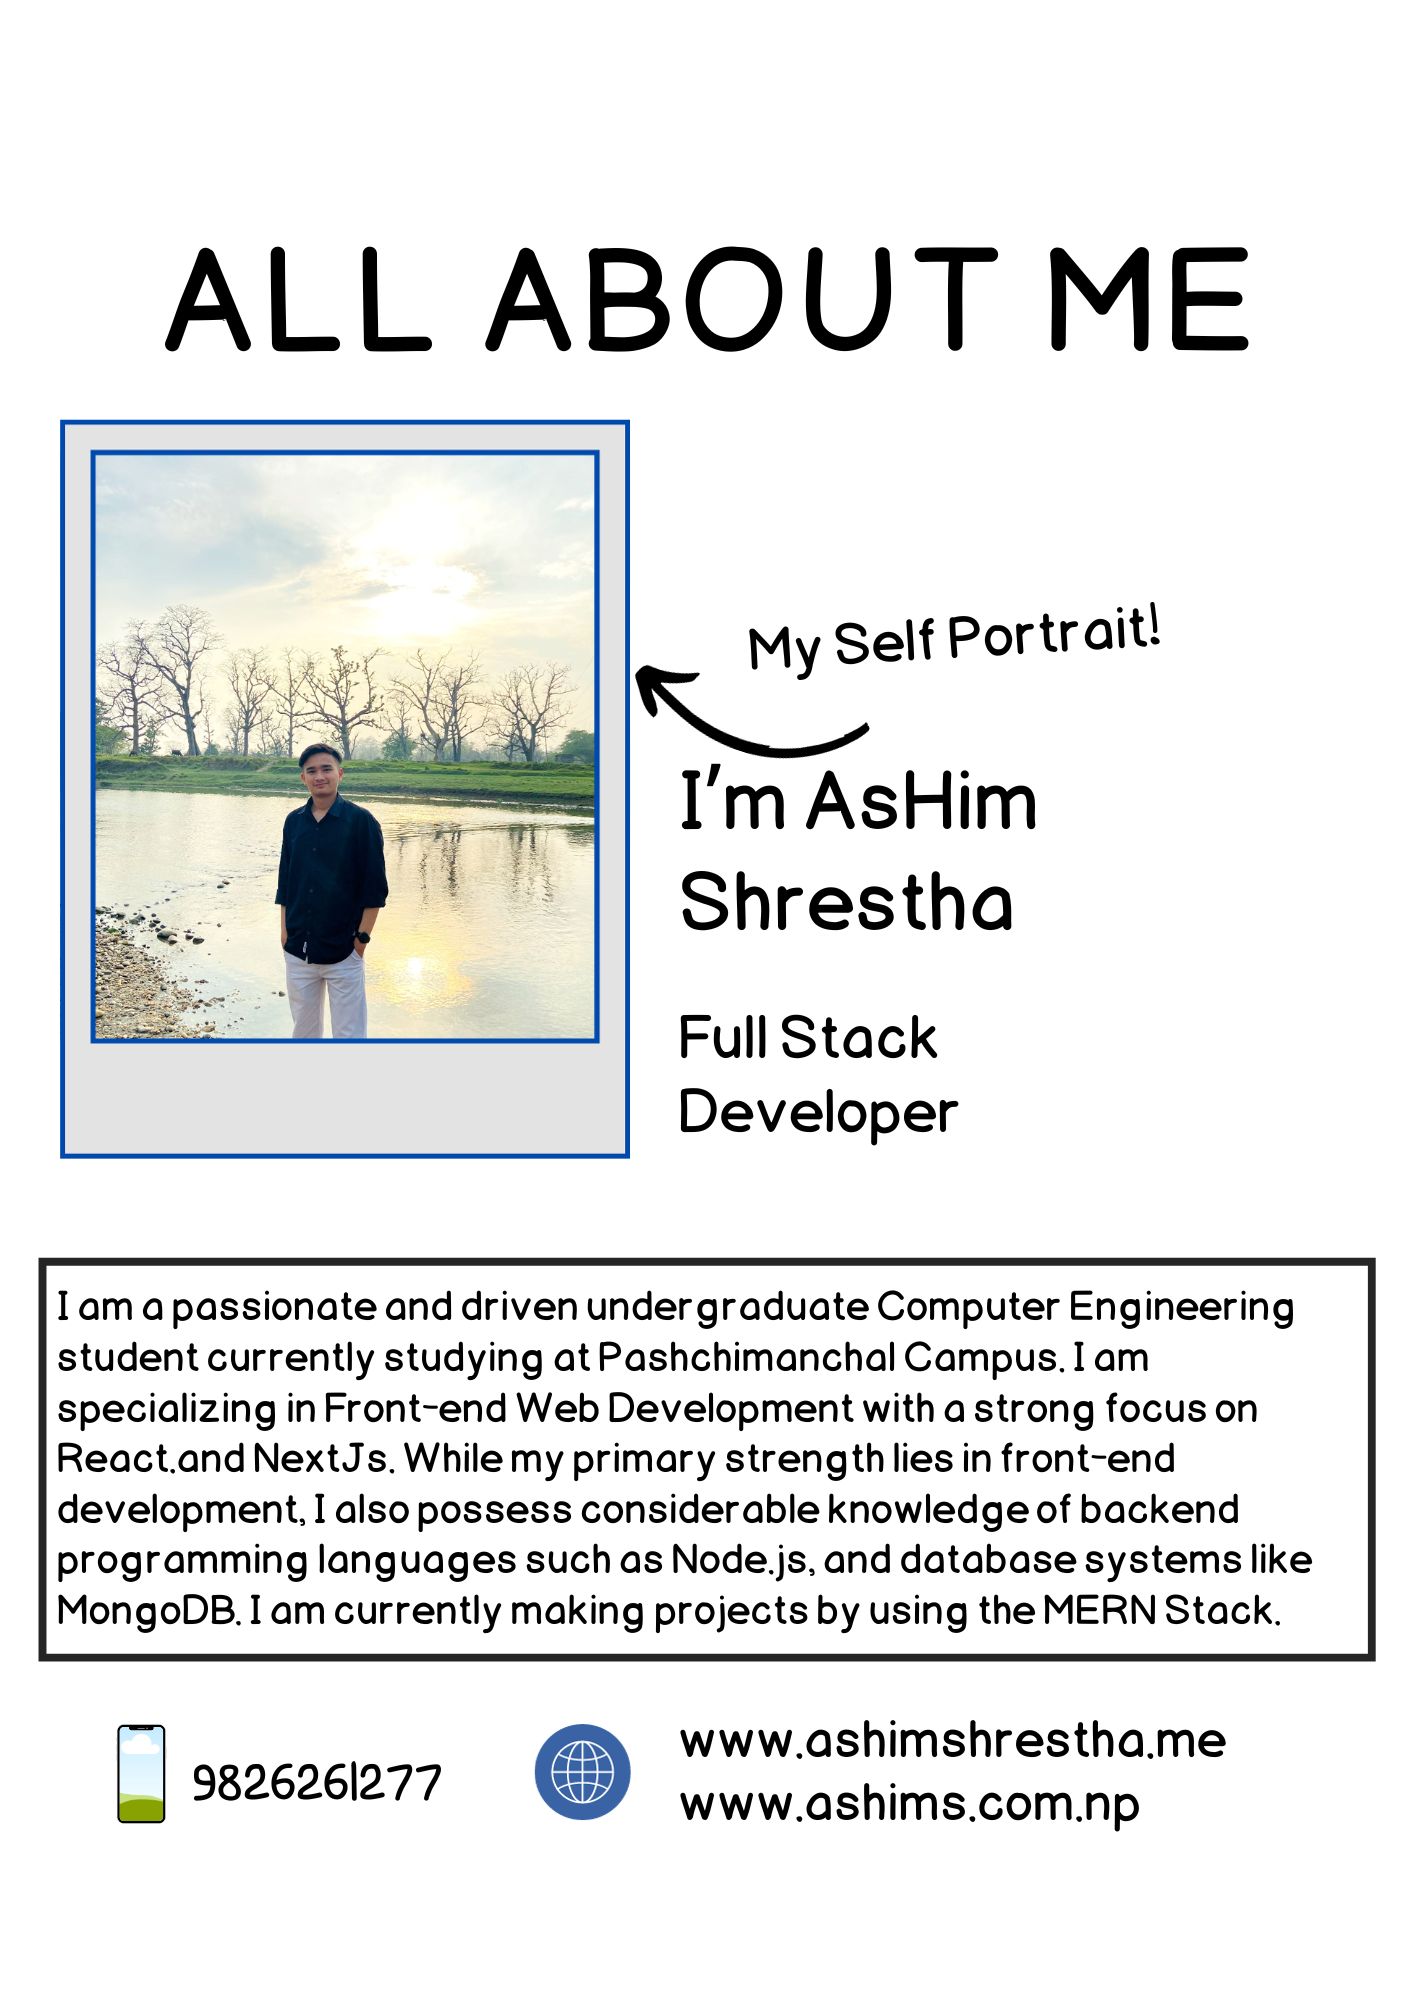 ALL ABOUT ME
My Self Portrait!
I'm AsHim
Shrestha
Full Stack
Developer
I am a passionate and driven undergraduate Computer Engineering
student currently studying at Pashchimanchal Campus. I am
specializing in Front-end Web Development with a strong focus on
React.and NextJs. While my primary strength lies in front-end
development, I also possess considerable knowledge of backend
programming languages such as Node.js, and database systems like
MongoDB. I am currently making projects by using the MERN Stack.
9826261277
www.ashimshrestha.me
www.ashims.com.np